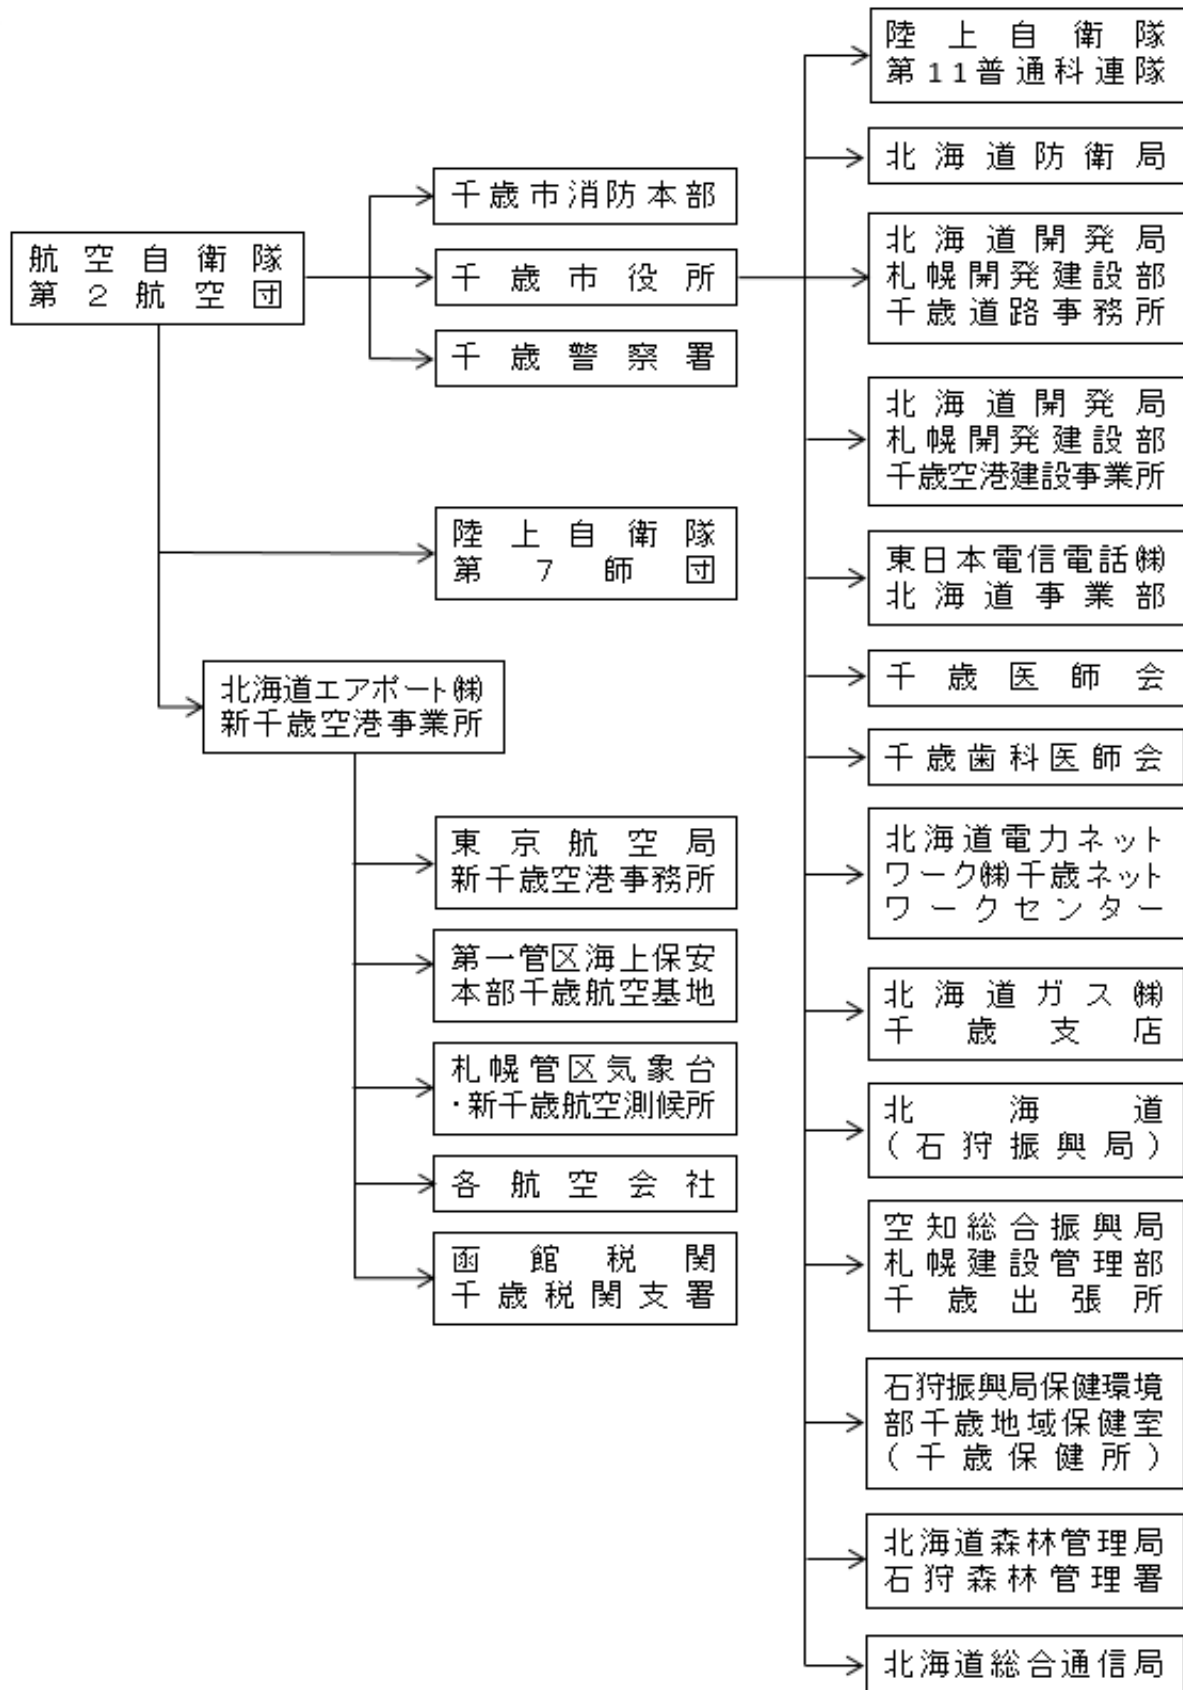 航空自衛隊
第２航空団
千歳市消防本部
千歳市役所
千歳警察署
陸上自衛隊
第７師団
北海道エアポート㈱
新千歳空港事業所
東京航空局
新千歳空港事務所
第一管区海上保安
本部千歳航空基地
札幌管区気象台
・新千歳航空測候所
各航空会社
函館税関
千歳税関支署
陸上自衛隊
第11普通科連隊
北海道防衛局
北海道開発局
札幌開発建設部
千歳道路事務所
北海道開発局
札幌開発建設部
千歳空港建設事業所
東日本電信電話㈱
北海道事業部
千歳医師会
千歳歯科医師会
北海道電力ネット
ワーク㈱千歳ネット
ワークセンター
北海道ガス㈱
千歳支店
北海道
（石狩振興局）
空知総合振興局
札幌建設管理部
千歳出張所
石狩振興局保健環境
部千歳地域保健室
（千歳保健所）
北海道森林管理局
石狩森林管理署
北海道総合通信局